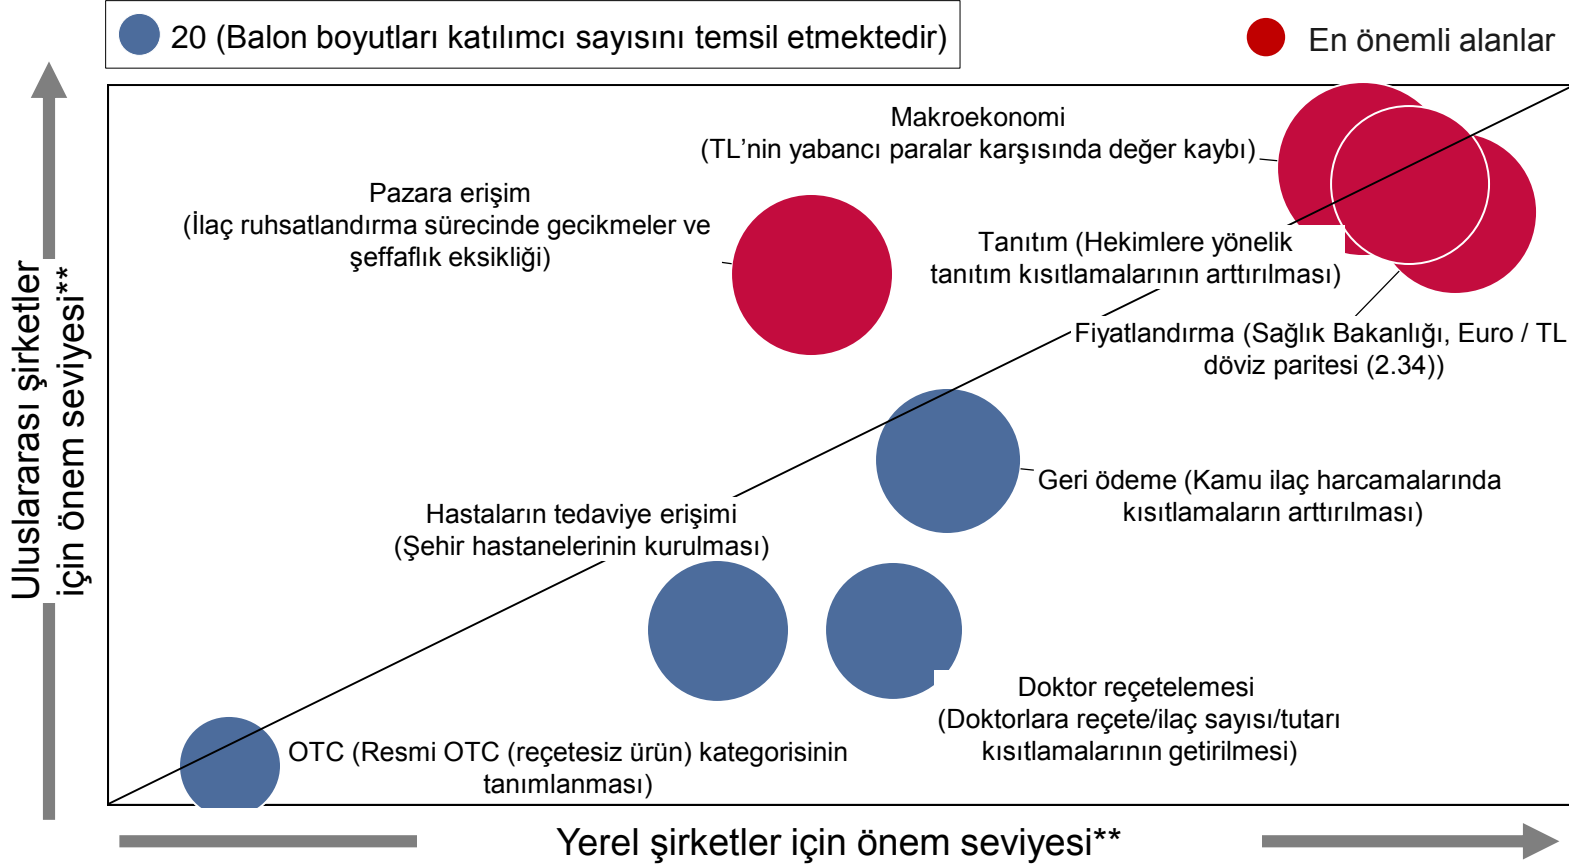 20 (Balon boyutları katılımcı sayısını temsil etmektedir)
En önemli alanlar
Makroekonomi
(TL’nin yabancı paralar karşısında değer kaybı)
Pazara erişim
(İlaç ruhsatlandırma sürecinde gecikmeler ve
şeffaflık eksikliği)
Tanıtım (Hekimlere yönelik
tanıtım kısıtlamalarının arttırılması)
Fiyatlandırma (Sağlık Bakanlığı, Euro / TL
döviz paritesi (2.34))
Geri ödeme (Kamu ilaç harcamalarında
kısıtlamaların arttırılması)
Hastaların tedaviye erişimi
(Şehir hastanelerinin kurulması)
Doktor reçetelemesi
(Doktorlara reçete/ilaç sayısı/tutarı
kısıtlamalarının getirilmesi)
OTC (Resmi OTC (reçetesiz ürün) kategorisinin
tanımlanması)
Uluslararası şirketler
için önem seviyesi**
Yerel şirketler için önem seviyesi**